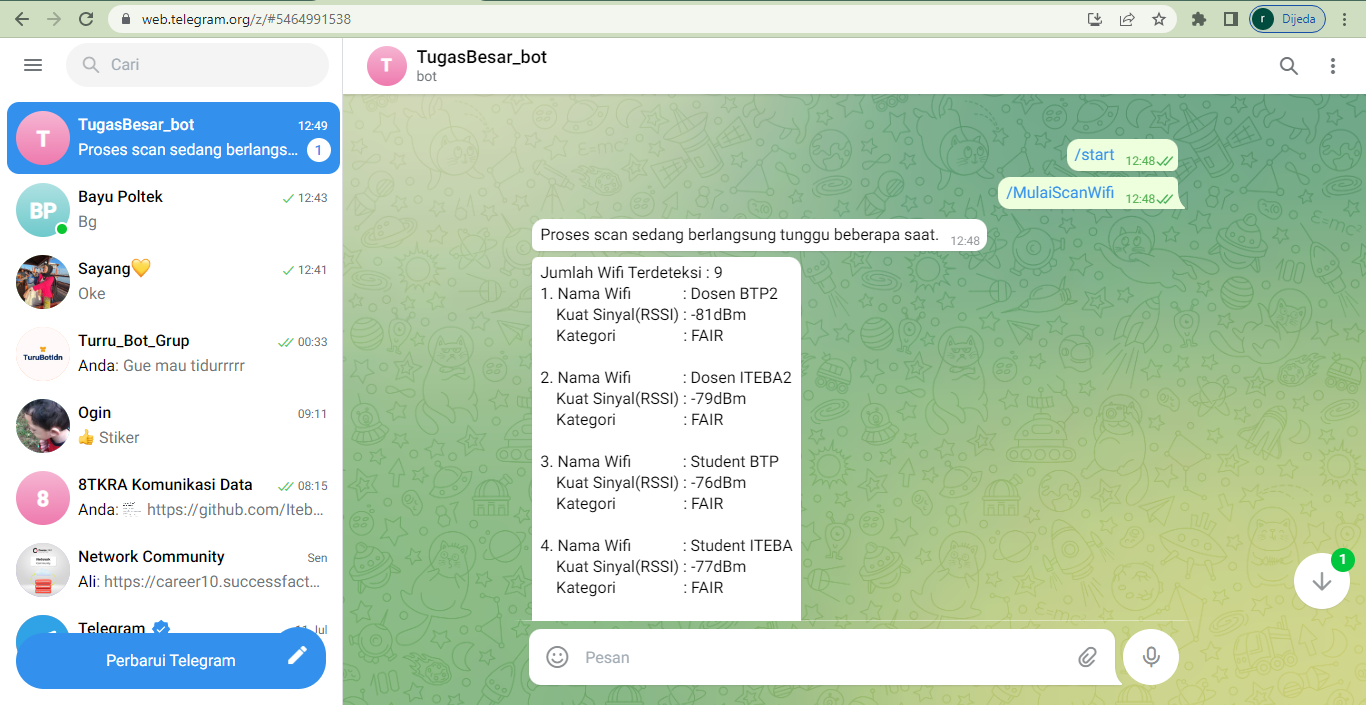 web.telegram.org/z/#5464991538
r Dijeda
Cari
T
TugasBesar_bot 12:49
Proses scan sedang berlangs... 1
BP
Bayu Poltek 12:43
Bg
Sayang💛 12:41
Oke
TuruBotIdn
Turru_Bot_Grup 00:33
Anda: Gue mau tidurrrrr
Ogin 09:11
👍 Stiker
8
8TKRA Komunikasi Data 08:15
Anda: https://github.com/Iteb...
Network Community Sen
Ali: https://career10.successfact...
Telegram Jul
Perbarui Telegram
T
TugasBesar_bot
bot
/start 12:48
/MulaiScanWifi 12:48
Proses scan sedang berlangsung tunggu beberapa saat. 12:48
Jumlah Wifi Terdeteksi : 9
1. Nama Wifi : Dosen BTP2
Kuat Sinyal(RSSI) : -81dBm
Kategori : FAIR
2. Nama Wifi : Dosen ITEBA2
Kuat Sinyal(RSSI) : -79dBm
Kategori : FAIR
3. Nama Wifi : Student BTP
Kuat Sinyal(RSSI) : -76dBm
Kategori : FAIR
4. Nama Wifi : Student ITEBA
Kuat Sinyal(RSSI) : -77dBm
Kategori : FAIR
1
Pesan